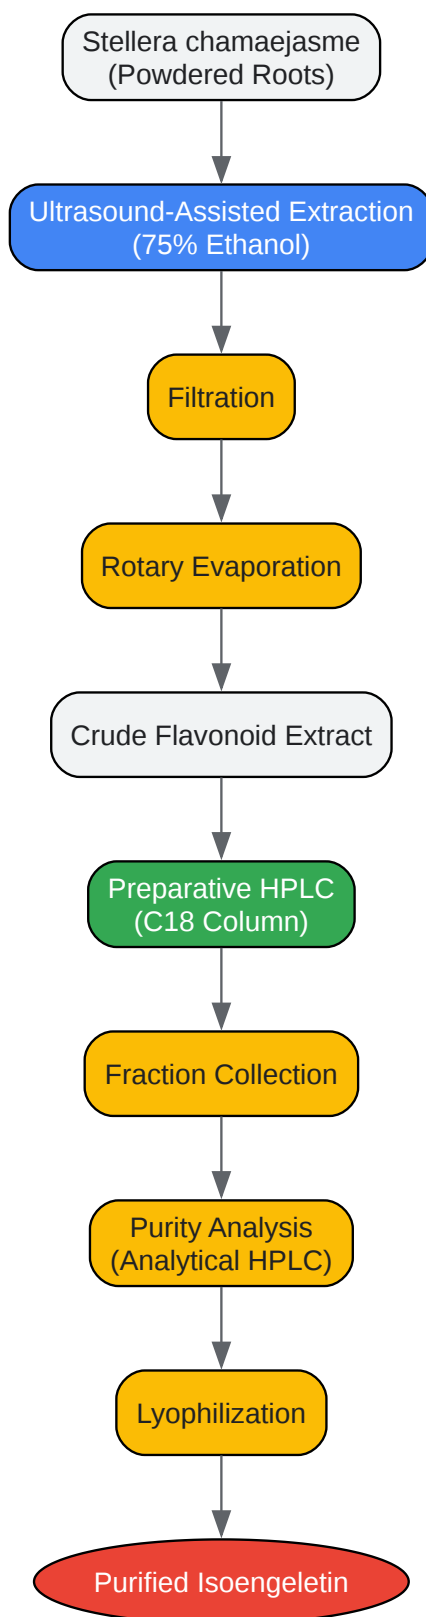 Stellera chamaejasme
(Powdered Roots)
Ultrasound-Assisted Extraction
(75% Ethanol)
Filtration
Rotary Evaporation
Crude Flavonoid Extract
Preparative HPLC
(C18 Column)
Fraction Collection
Purity Analysis
(Analytical HPLC)
Lyophilization
Purified Isoengeletin